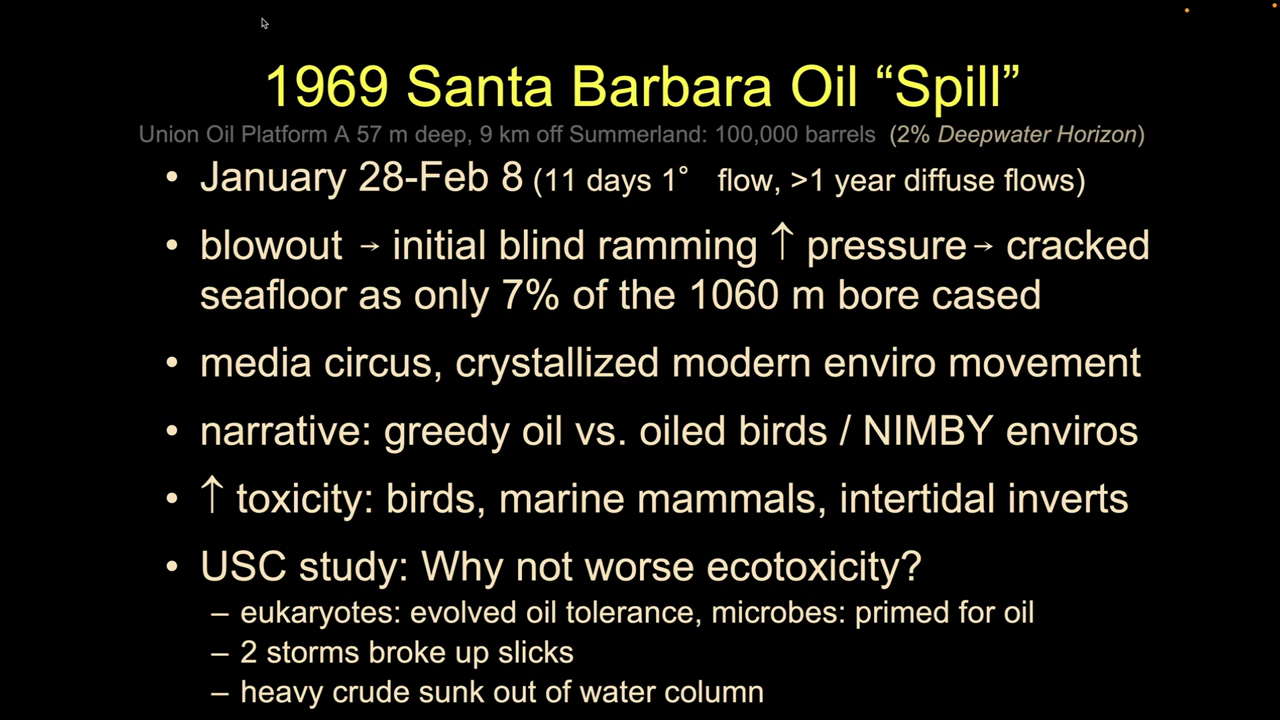 1969 Santa Barbara Oil “Spill”
Union Oil Platform A 57 m deep, 9 km off Summerland: 100,000 barrels (2% Deepwater Horizon)
• January 28-Feb 8 (11 days 1° flow, >1 year diffuse flows)
• blowout → initial blind ramming ↑ pressure → cracked
seafloor as only 7% of the 1060 m bore cased
• media circus, crystallized modern enviro movement
• narrative: greedy oil vs. oiled birds / NIMBY enviros
• ↑ toxicity: birds, marine mammals, intertidal inverts
• USC study: Why not worse ecotoxicity?
– eukaryotes: evolved oil tolerance, microbes: primed for oil
– 2 storms broke up slicks
– heavy crude sunk out of water column